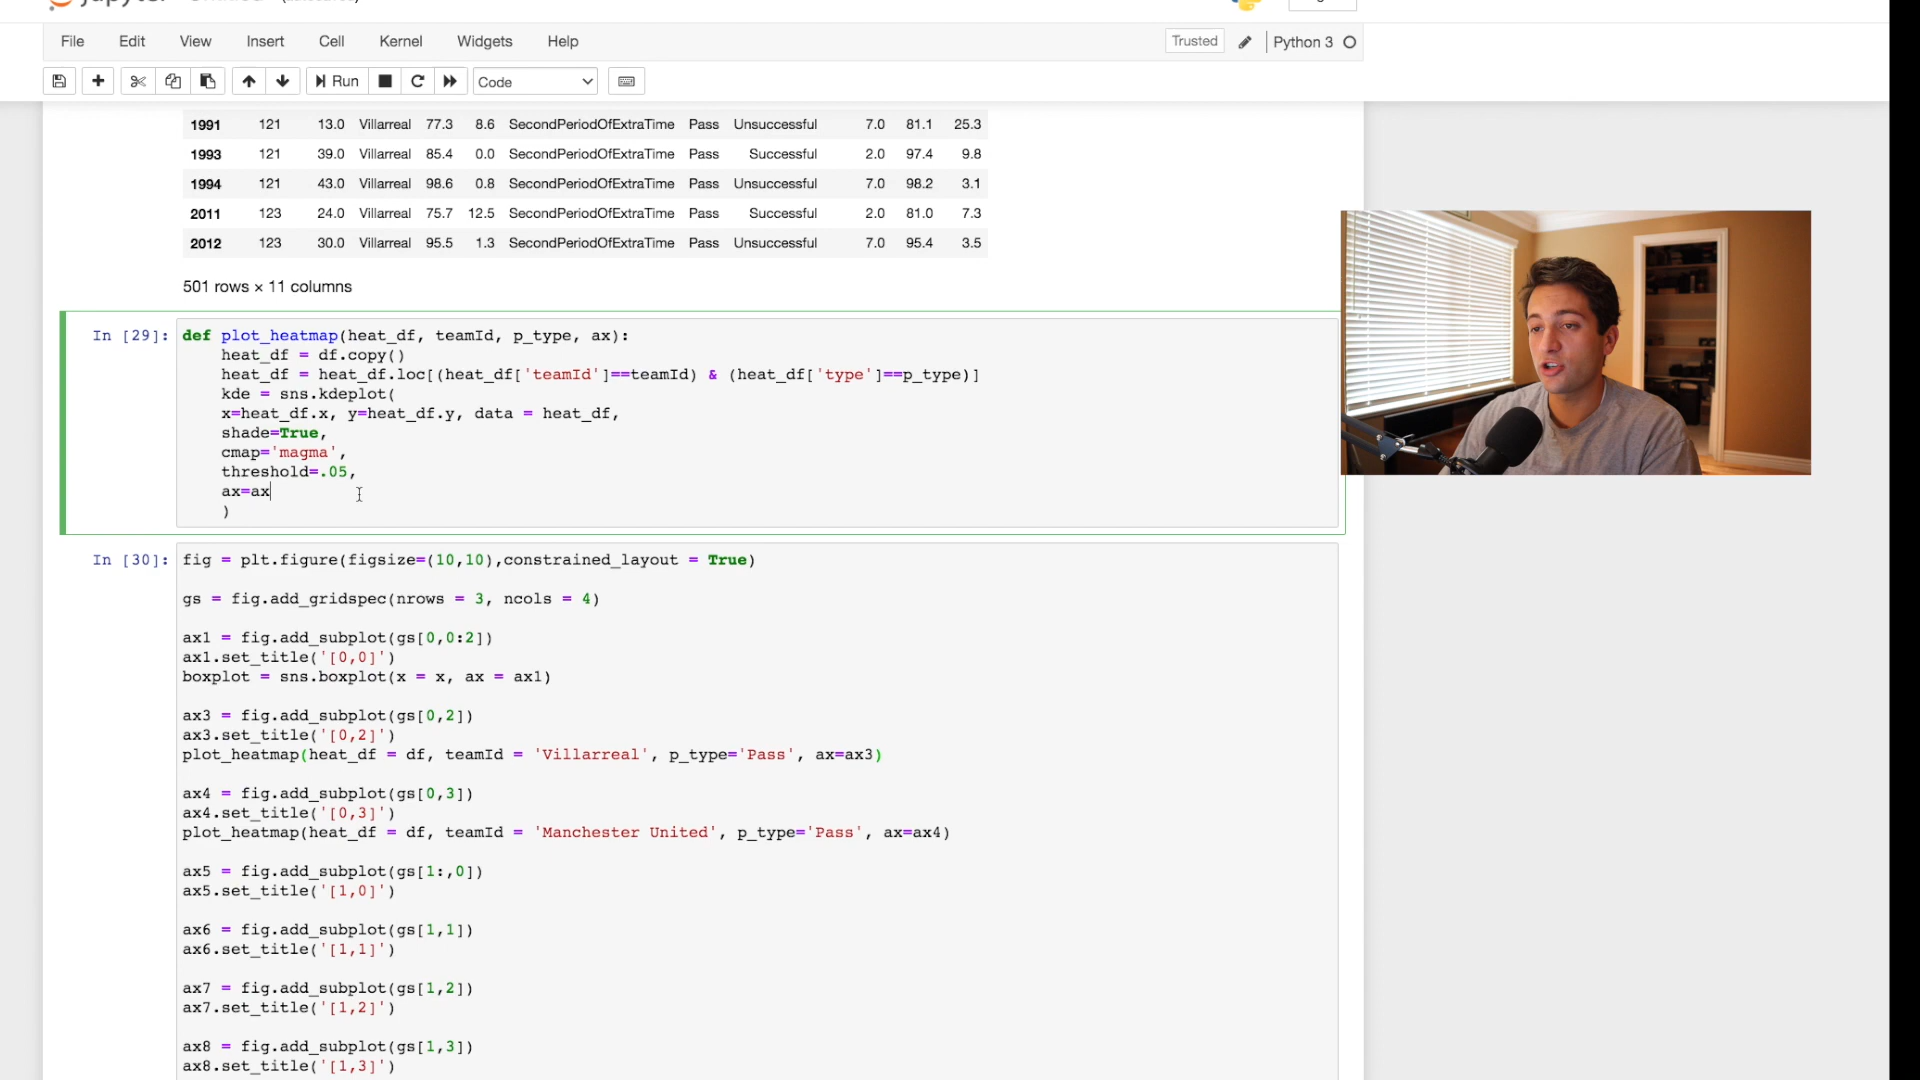 File Edit View Insert Cell Kernel Widgets Help Trusted Python 3
Run Code
1991 121 13.0 Villarreal 77.3 8.6 SecondPeriodOfExtraTime Pass Unsuccessful 7.0 81.1 25.3
1993 121 39.0 Villarreal 85.4 0.0 SecondPeriodOfExtraTime Pass Successful 2.0 97.4 9.8
1994 121 43.0 Villarreal 98.6 0.8 SecondPeriodOfExtraTime Pass Unsuccessful 7.0 98.2 3.1
2011 123 24.0 Villarreal 75.7 12.5 SecondPeriodOfExtraTime Pass Successful 2.0 81.0 7.3
2012 123 30.0 Villarreal 95.5 1.3 SecondPeriodOfExtraTime Pass Unsuccessful 7.0 95.4 3.5
501 rows × 11 columns
In [29]: def plot_heatmap(heat_df, teamId, p_type, ax):
heat_df = df.copy()
heat_df = heat_df.loc[(heat_df['teamId']==teamId) & (heat_df['type']==p_type)]
kde = sns.kdeplot(
x=heat_df.x, y=heat_df.y, data = heat_df,
shade=True,
cmap='magma',
threshold=.05,
ax=ax
)
In [30]: fig = plt.figure(figsize=(10,10),constrained_layout = True)
gs = fig.add_gridspec(nrows = 3, ncols = 4)
ax1 = fig.add_subplot(gs[0,0:2])
ax1.set_title('[0,0]')
boxplot = sns.boxplot(x = x, ax = ax1)
ax3 = fig.add_subplot(gs[0,2])
ax3.set_title('[0,2]')
plot_heatmap(heat_df = df, teamId = 'Villarreal', p_type='Pass', ax=ax3)
ax4 = fig.add_subplot(gs[0,3])
ax4.set_title('[0,3]')
plot_heatmap(heat_df = df, teamId = 'Manchester United', p_type='Pass', ax=ax4)
ax5 = fig.add_subplot(gs[1:,0])
ax5.set_title('[1,0]')
ax6 = fig.add_subplot(gs[1,1])
ax6.set_title('[1,1]')
ax7 = fig.add_subplot(gs[1,2])
ax7.set_title('[1,2]')
ax8 = fig.add_subplot(gs[1,3])
ax8.set_title('[1,3]')